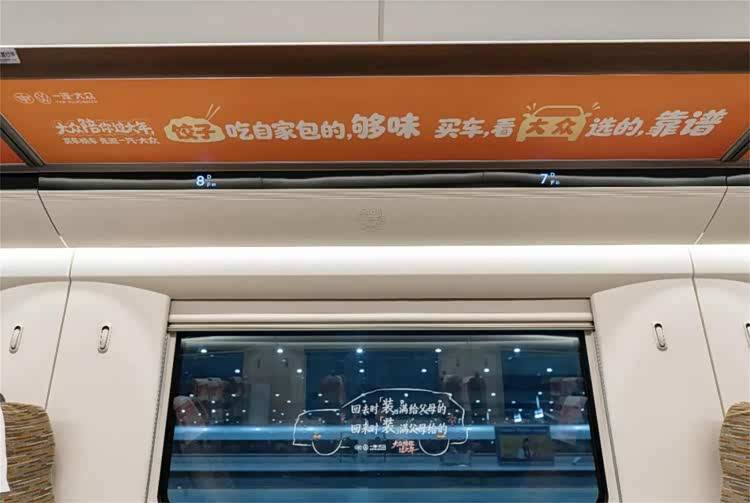 一汽-大众
大众陪你过大年
饺子吃自家包的,够味 买车,看大众选的,靠谱
8 D F
7 D F
回去时「装」满给父母的
回来时「装」满父母给的
大众陪你
过大年